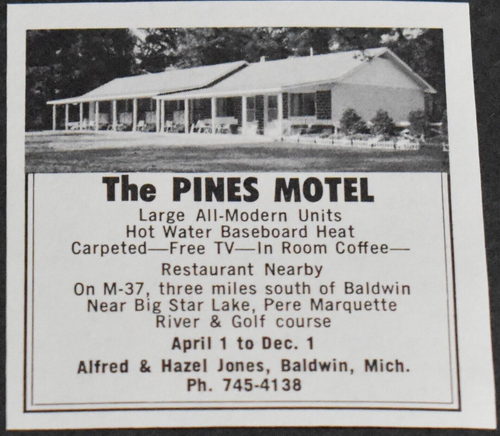 The PINES MOTEL
Large All-Modern Units
Hot Water Baseboard Heat
Carpeted—Free TV—In Room Coffee—
Restaurant Nearby
On M-37, three miles south of Baldwin
Near Big Star Lake, Pere Marquette
River & Golf course
April 1 to Dec. 1
Alfred & Hazel Jones, Baldwin, Mich.
Ph. 745-4138